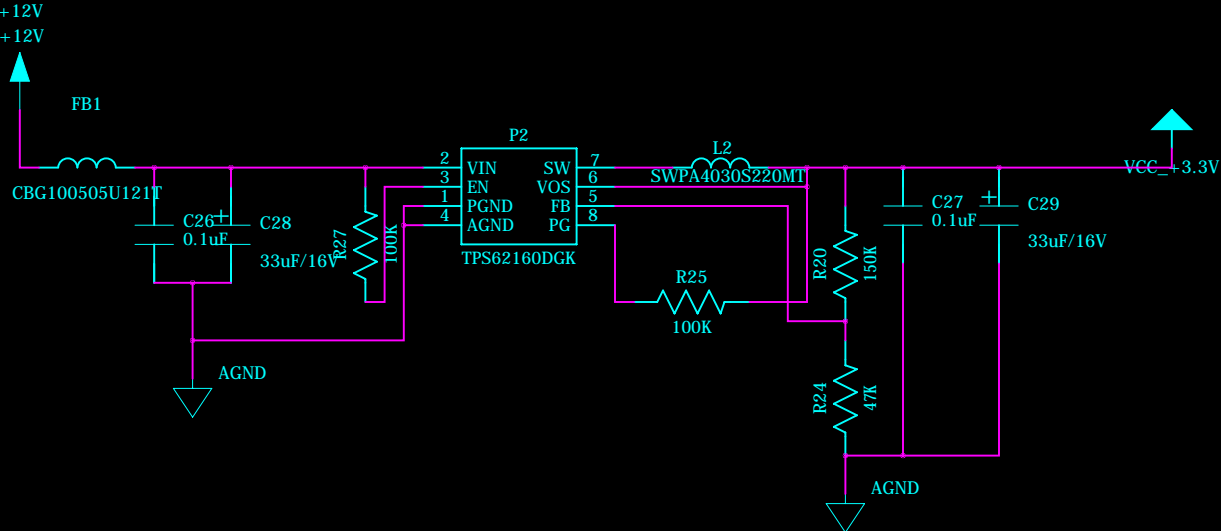 +12V
+12V
FB1
CBG100505U121T
C26
0.1uF
C28
33uF/16V
R27
100K
P2
2
3
1
4
VIN
EN
PGND
AGND
SW
VOS
FB
PG
7
6
5
8
TPS62160DGK
L2
SWPA4030S220MT
R25
100K
R20
150K
R24
47K
C27
0.1uF
C29
33uF/16V
VCC_+3.3V
AGND
AGND